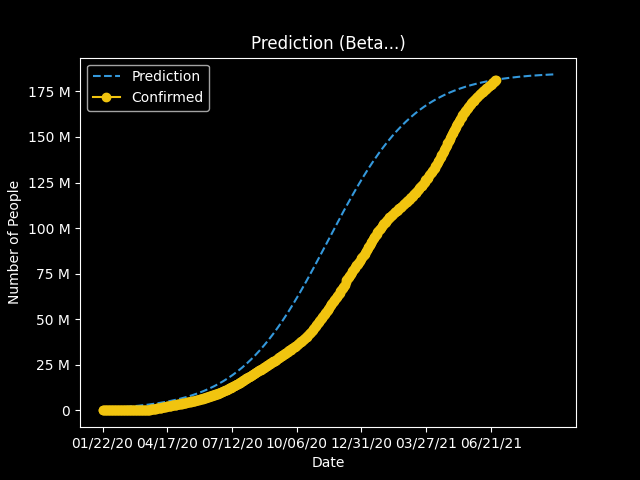 Prediction (Beta...)
Prediction
Confirmed
175 M
150 M
125 M
100 M
75 M
50 M
25 M
0
Number of People
01/22/20 04/17/20 07/12/20 10/06/20 12/31/20 03/27/21 06/21/21
Date